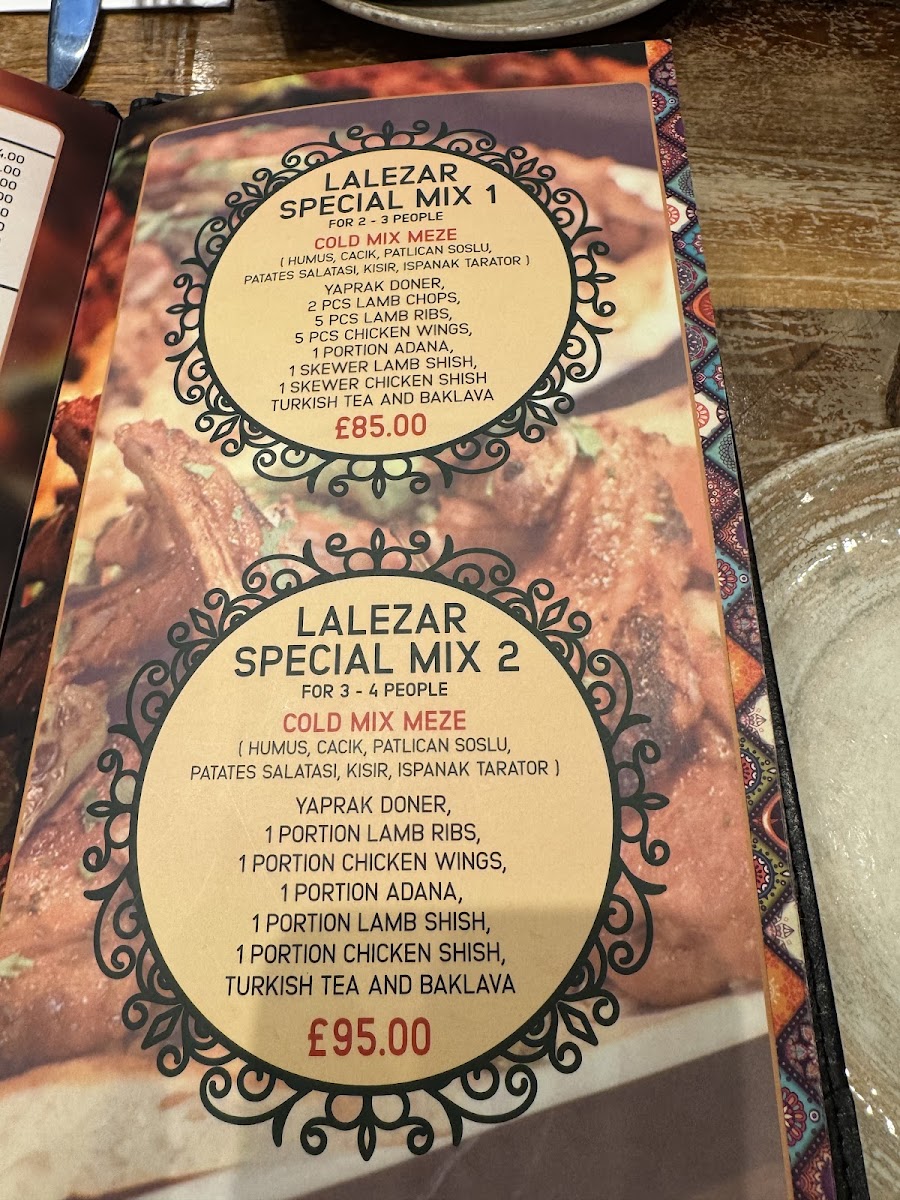 LALEZAR
SPECIAL MIX 1
FOR 2 - 3 PEOPLE
COLD MIX MEZE
( HUMUS, CACIK, PATLICAN SOSLU,
PATATES SALATASI, KISIR, ISPANAK TARATOR )
YAPRAK DONER,
2 PCS LAMB CHOPS,
5 PCS LAMB RIBS,
5 PCS CHICKEN WINGS,
1 PORTION ADANA,
1 SKEWER LAMB SHISH,
1 SKEWER CHICKEN SHISH
TURKISH TEA AND BAKLAVA
£85.00
LALEZAR
SPECIAL MIX 2
FOR 3 - 4 PEOPLE
COLD MIX MEZE
( HUMUS, CACIK, PATLICAN SOSLU,
PATATES SALATASI, KISIR, ISPANAK TARATOR )
YAPRAK DONER,
1 PORTION LAMB RIBS,
1 PORTION CHICKEN WINGS,
1 PORTION ADANA,
1 PORTION LAMB SHISH,
1 PORTION CHICKEN SHISH,
TURKISH TEA AND BAKLAVA
£95.00